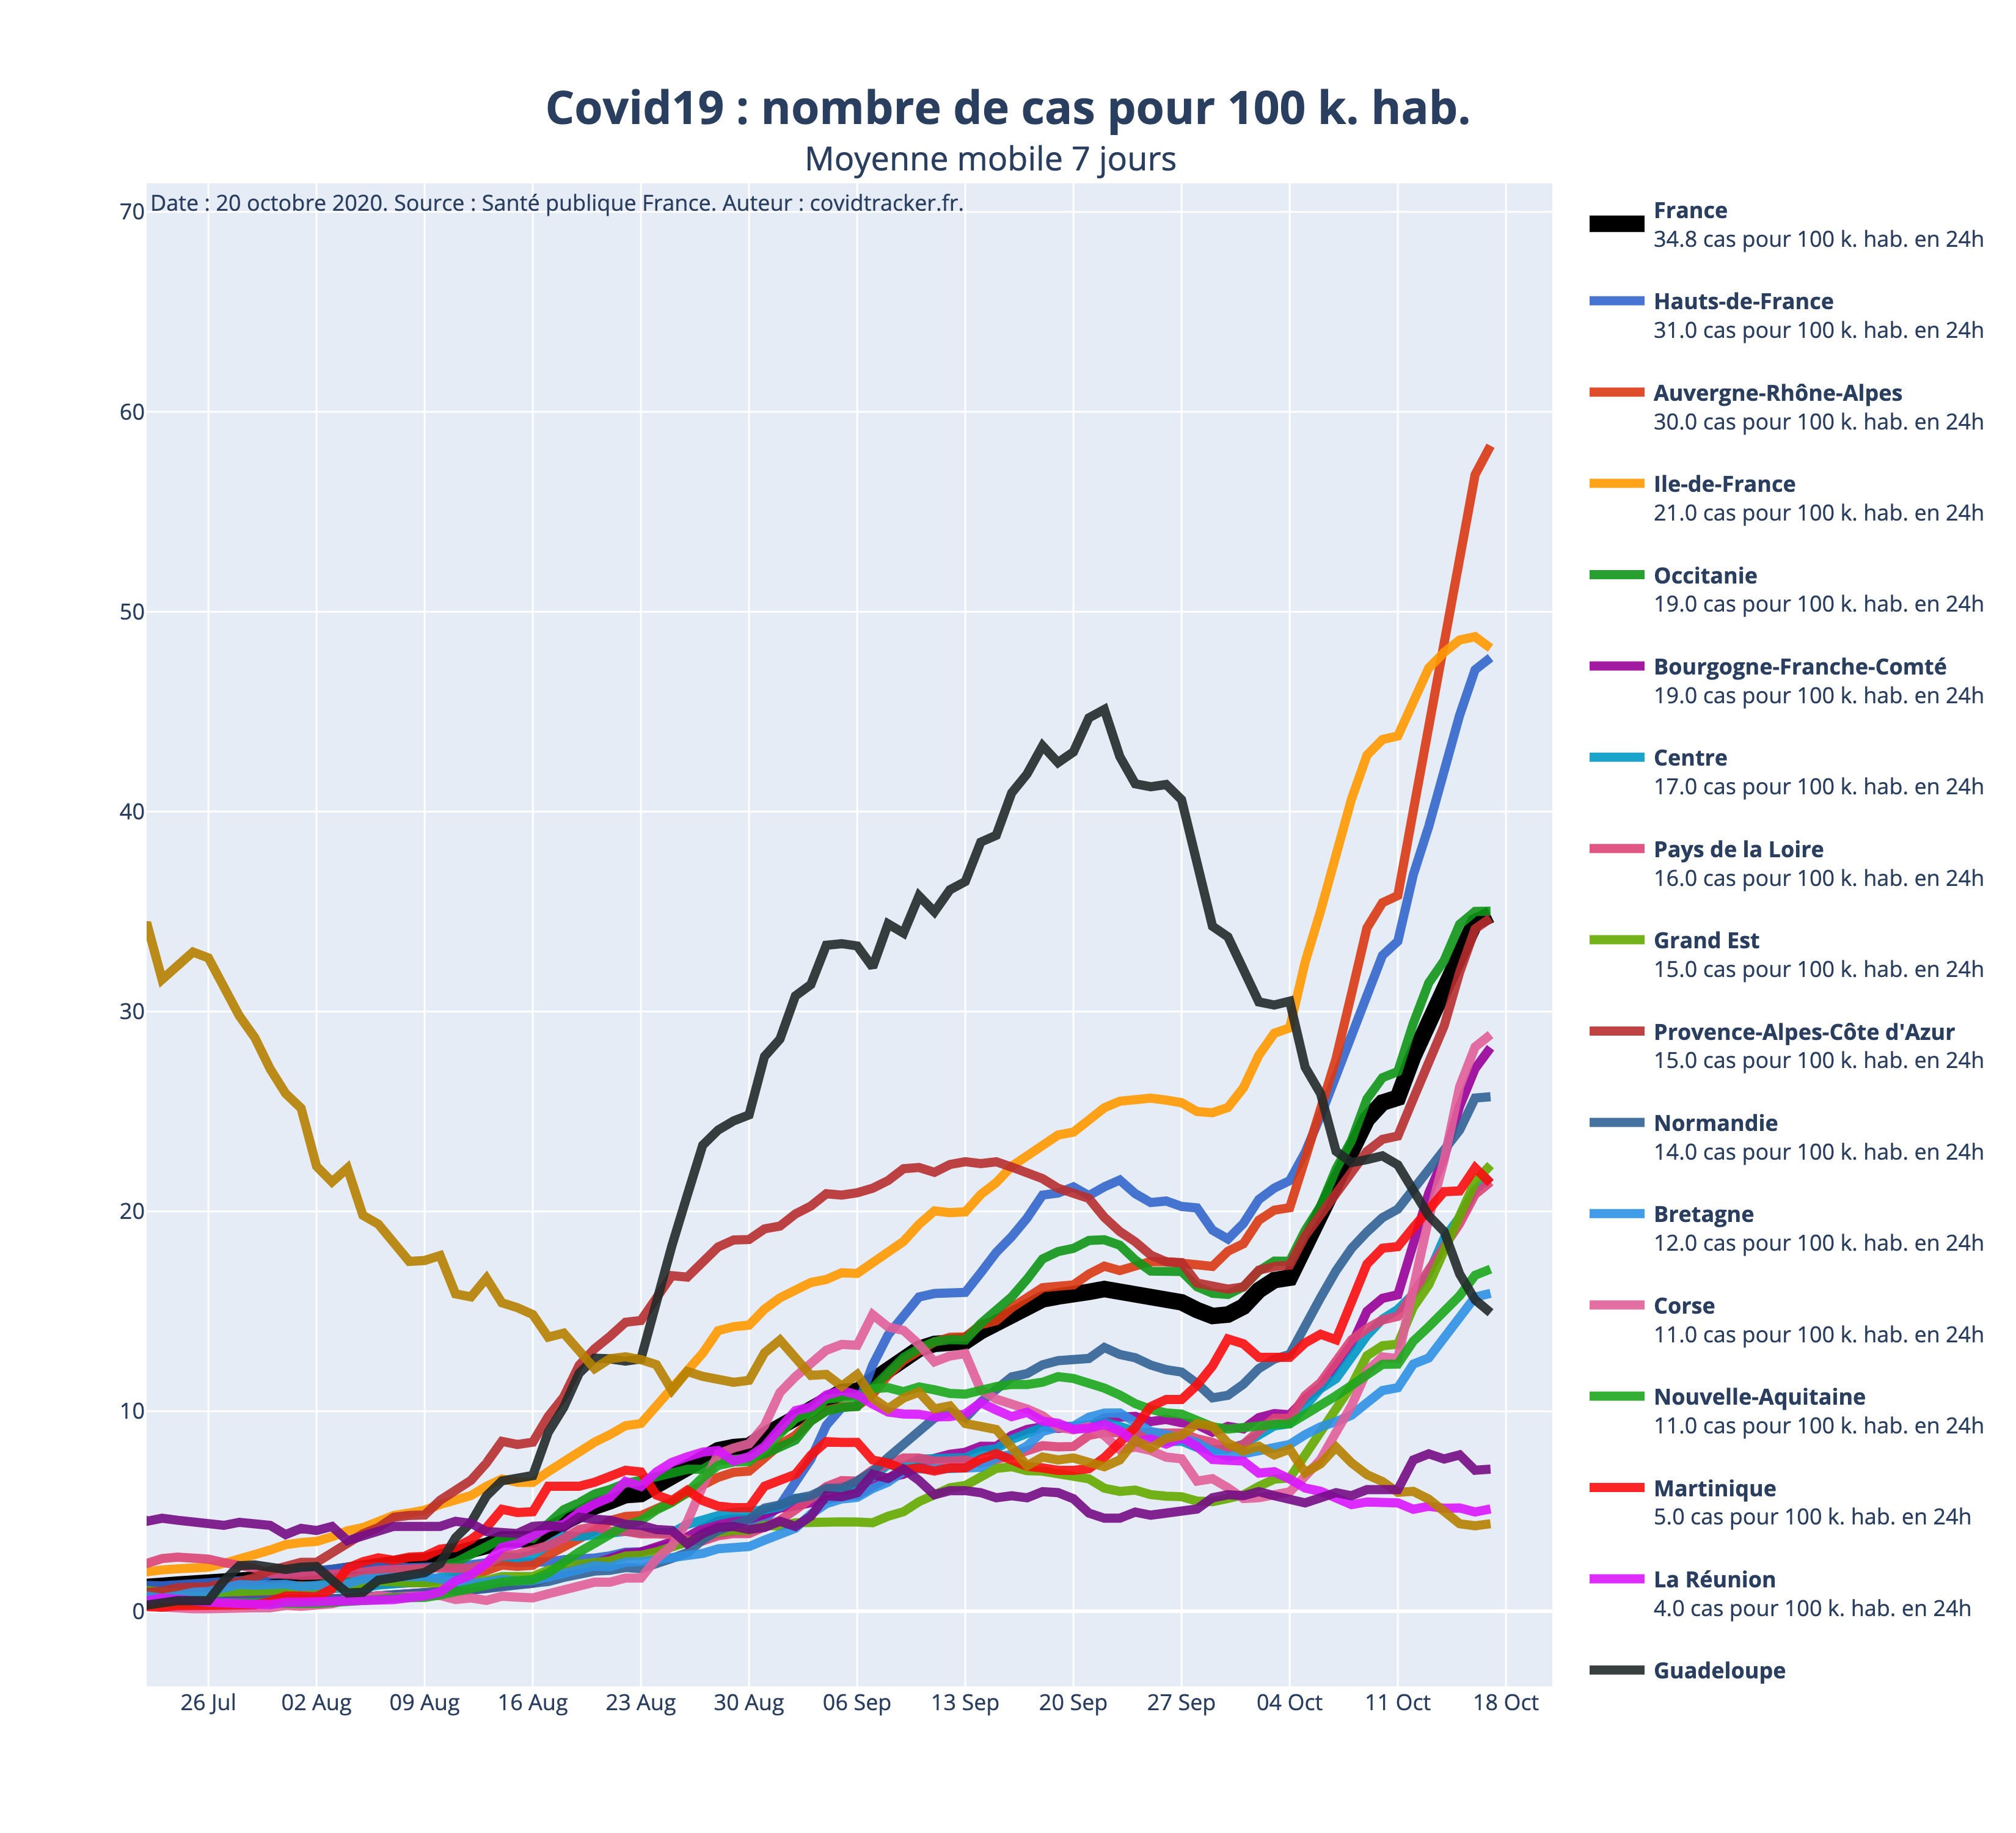 Covid19 : nombre de cas pour 100 k. hab.
Moyenne mobile 7 jours
Date : 20 octobre 2020. Source : Santé publique France. Auteur : covidtracker.fr.
70
60
50
40
30
20
10
0
26 Jul
02 Aug
09 Aug
16 Aug
23 Aug
30 Aug
06 Sep
13 Sep
20 Sep
27 Sep
04 Oct
11 Oct
18 Oct
France
34.8 cas pour 100 k. hab. en 24h
Hauts-de-France
31.0 cas pour 100 k. hab. en 24h
Auvergne-Rhône-Alpes
30.0 cas pour 100 k. hab. en 24h
Ile-de-France
21.0 cas pour 100 k. hab. en 24h
Occitanie
19.0 cas pour 100 k. hab. en 24h
Bourgogne-Franche-Comté
19.0 cas pour 100 k. hab. en 24h
Centre
17.0 cas pour 100 k. hab. en 24h
Pays de la Loire
16.0 cas pour 100 k. hab. en 24h
Grand Est
15.0 cas pour 100 k. hab. en 24h
Provence-Alpes-Côte d'Azur
15.0 cas pour 100 k. hab. en 24h
Normandie
14.0 cas pour 100 k. hab. en 24h
Bretagne
12.0 cas pour 100 k. hab. en 24h
Corse
11.0 cas pour 100 k. hab. en 24h
Nouvelle-Aquitaine
11.0 cas pour 100 k. hab. en 24h
Martinique
5.0 cas pour 100 k. hab. en 24h
La Réunion
4.0 cas pour 100 k. hab. en 24h
Guadeloupe